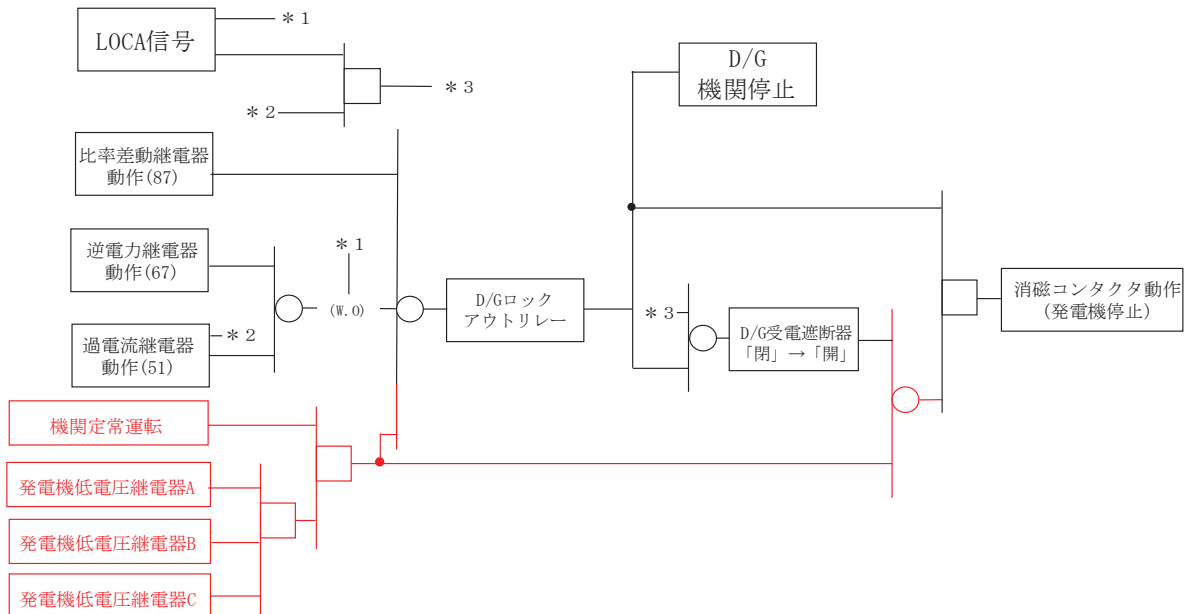 LOCA信号
＊1
＊2
＊3
D/G
機関停止
比率差動継電器
動作(87)
逆電力継電器
動作(67)
＊1
(W.O)
過電流継電器
動作(51)
＊2
D/Gロック
アウトリレー
＊3
D/G受電遮断器
「閉」→「開」
消磁コンタクタ動作
(発電機停止)
機関定常運転
発電機低電圧継電器A
発電機低電圧継電器B
発電機低電圧継電器C